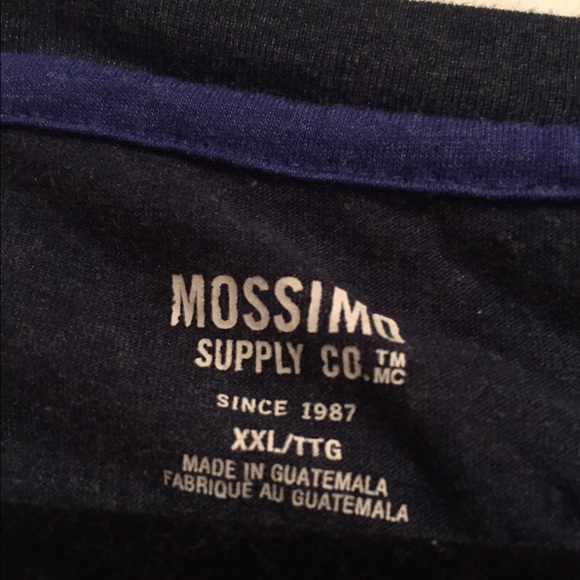 MOSSIMO
SUPPLY CO.™ MC
SINCE 1987
XXL/TTG
MADE IN GUATEMALA
FABRIQUE AU GUATEMALA